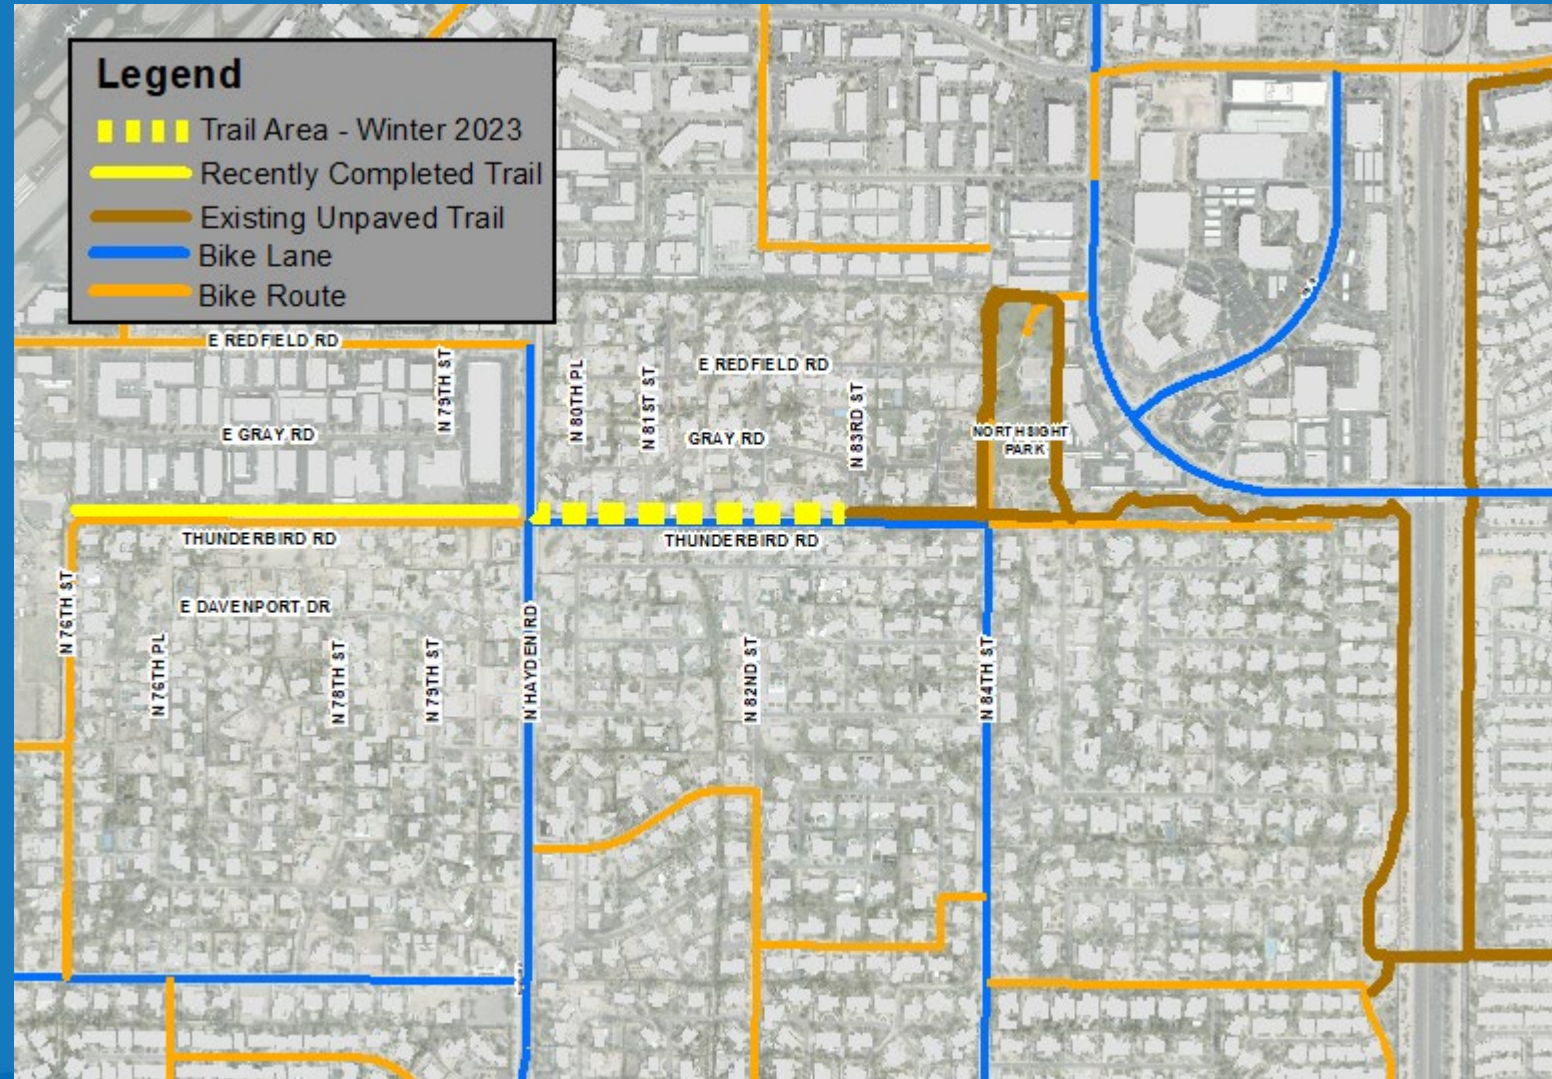 Legend
Trail Area - Winter 2023
Recently Completed Trail
Existing Unpaved Trail
Bike Lane
Bike Route
E REDFIELD RD
N 79TH ST
E GRAY RD
N 80TH PL
N 81ST ST
E REDFIELD RD
GRAY RD
N 83RD ST
NORTHSIGHT
PARK
THUNDERBIRD RD
THUNDERBIRD RD
N 76TH ST
E DAVENPORT DR
N 76TH PL
N 78TH ST
N 79TH ST
N HAYDEN RD
N 82ND ST
N 84TH ST